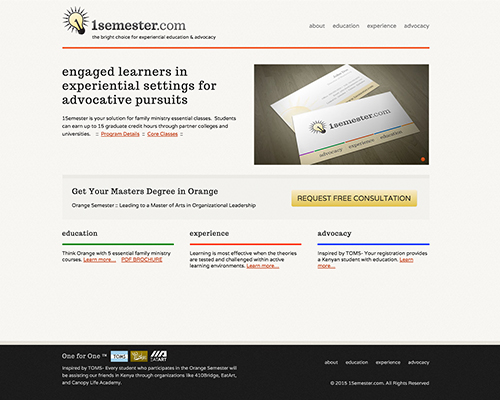 1semester.com
the bright choice for experiential education & advocacy
about education experience advocacy
engaged learners in
experiential settings for
advocative pursuits
1Semester is your solution for family ministry essential classes. Students
can earn up to 15 graduate credit hours through partner colleges and
universities. :: Program Details :: Core Classes ::
1semester.com
advocacy experience education
Get Your Masters Degree in Orange
Orange Semester :: Leading to a Master of Arts in Organizational Leadership
REQUEST FREE CONSULTATION
education
Think Orange with 5 essential family ministry
courses. Learn more... PDF BROCHURE
experience
Learning is most effective when the theories
are tested and challenged within active
learning environments. Learn more...
advocacy
Inspired by TOMS- Your registration provides
a Kenyan student with education. Learn
more...
One for One ™ TOMS EATART
Inspired by TOMS- Every student who participates in the Orange Semester will
be assisting our friends in Kenya through organizations like 410Bridge, EatArt,
and Canopy Life Academy.
about education experience advocacy
© 2015 1Semester.com. All Rights Reserved